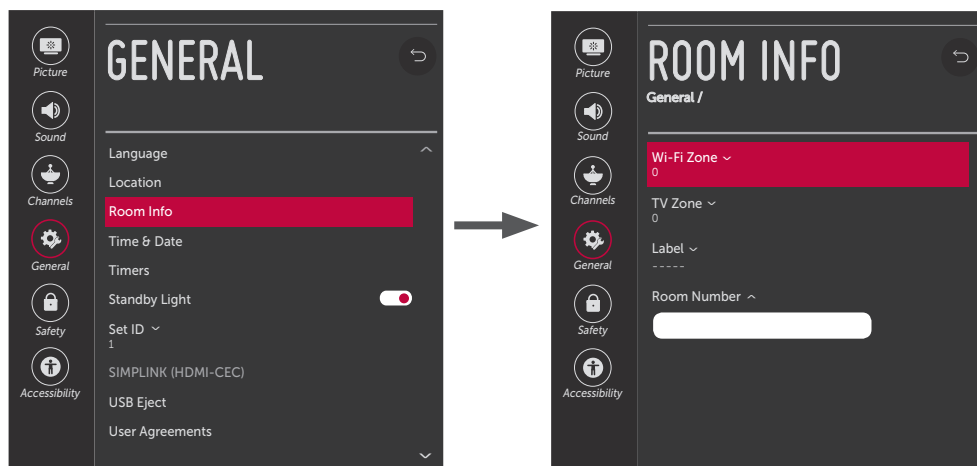 GENERAL
Picture
Sound
Channels
General
Safety
Accessibility
Language
Location
Room Info
Time & Date
Timers
Standby Light
Set ID
1
SIMPLINK (HDMI-CEC)
USB Eject
User Agreements
ROOM INFO
General /
Picture
Sound
Channels
General
Safety
Accessibility
Wi-Fi Zone
0
TV Zone
0
Label
-----
Room Number